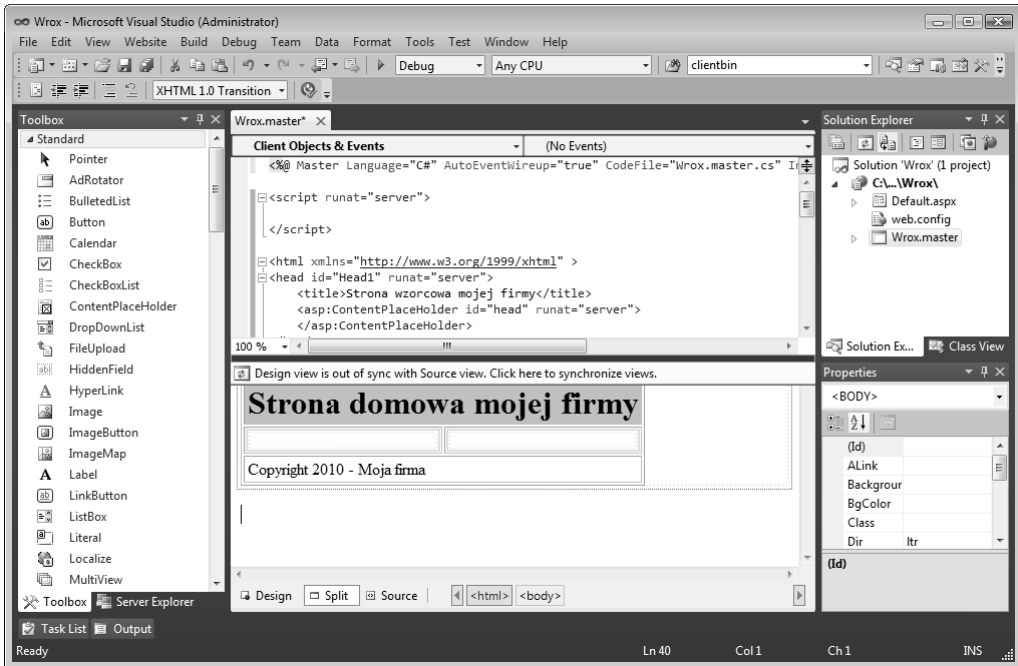 Wrox - Microsoft Visual Studio (Administrator)
File Edit View Website Build Debug Team Data Format Tools Test Window Help
Debug Any CPU clientbin
XHTML 1.0 Transition
Toolbox
Standard
Pointer
AdRotator
BulletedList
Button
Calendar
CheckBox
CheckBoxList
ContentPlaceHolder
DropDownList
FileUpload
HiddenField
HyperLink
Image
ImageButton
ImageMap
Label
LinkButton
ListBox
Literal
Localize
MultiView
Toolbox Server Explorer
Wrox.master*
Client Objects & Events (No Events)
<%@ Master Language="C#" AutoEventWireup="true" CodeFile="Wrox.master.cs" In
<script runat="server">
</script>
<html xmlns="http://www.w3.org/1999/xhtml" >
<head id="Head1" runat="server">
<title>Strona wzorcowa mojej firmy</title>
<asp:ContentPlaceHolder id="head" runat="server">
</asp:ContentPlaceHolder>
100 %
Design view is out of sync with Source view. Click here to synchronize views.
Strona domowa mojej firmy
Copyright 2010 - Moja firma
Design Split Source <html> <body>
Solution Explorer
Solution 'Wrox' (1 project)
C:\...\Wrox\
Default.aspx
web.config
Wrox.master
Solution Ex... Class View
Properties
<BODY>
(Id)
ALink
Backgrour
BgColor
Class
Dir ltr
(Id)
Task List Output
Ready Ln 40 Col 1 Ch 1 INS